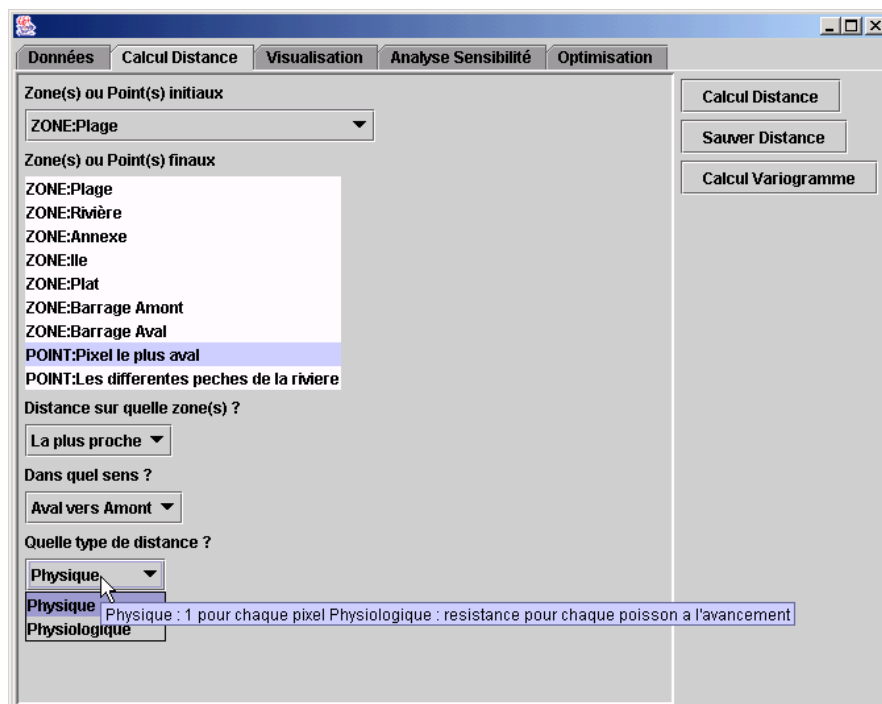 Données Calcul Distance Visualisation Analyse Sensibilité Optimisation
Zone(s) ou Point(s) initiaux
ZONE:Plage
Zone(s) ou Point(s) finaux
ZONE:Plage
ZONE:Rivière
ZONE:Annexe
ZONE:Ile
ZONE:Plat
ZONE:Barrage Amont
ZONE:Barrage Aval
POINT:Pixel le plus aval
POINT:Les differentes peches de la riviere
Distance sur quelle zone(s) ?
La plus proche
Dans quel sens ?
Aval vers Amont
Quelle type de distance ?
Physique
Physique
Physique : 1 pour chaque pixel Physiologique : resistance pour chaque poisson a l'avancement
Physiologique
Calcul Distance
Sauver Distance
Calcul Variogramme